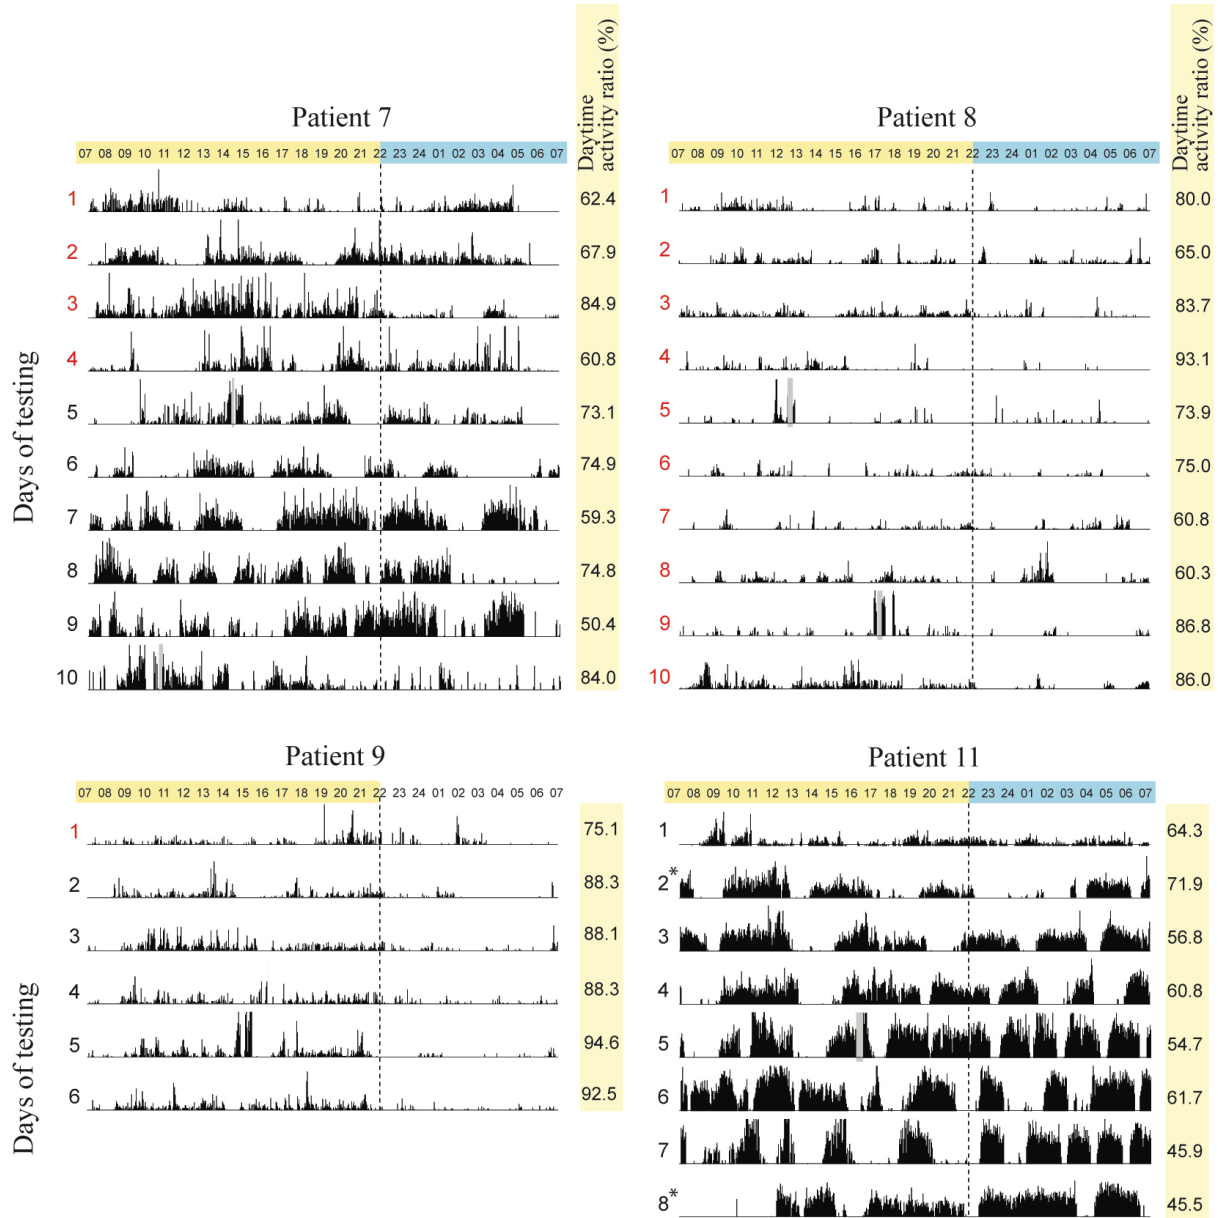 Daytime
activity ratio (%)
Patient 7
07 08 09 10 11 12 13 14 15 16 17 18 19 20 21 22 23 24 01 02 03 04 05 06 07
Days of testing
1 62.4
2 67.9
3 84.9
4 60.8
5 73.1
6 74.9
7 59.3
8 74.8
9 50.4
10 84.0
Daytime
activity ratio (%)
Patient 8
07 08 09 10 11 12 13 14 15 16 17 18 19 20 21 22 23 24 01 02 03 04 05 06 07
1 80.0
2 65.0
3 83.7
4 93.1
5 73.9
6 75.0
7 60.8
8 60.3
9 86.8
10 86.0
Patient 9
07 08 09 10 11 12 13 14 15 16 17 18 19 20 21 22 23 24 01 02 03 04 05 06 07
Days of testing
1 75.1
2 88.3
3 88.1
4 88.3
5 94.6
6 92.5
Patient 11
07 08 09 10 11 12 13 14 15 16 17 18 19 20 21 22 23 24 01 02 03 04 05 06 07
1 64.3
2* 71.9
3 56.8
4 60.8
5 54.7
6 61.7
7 45.9
8* 45.5